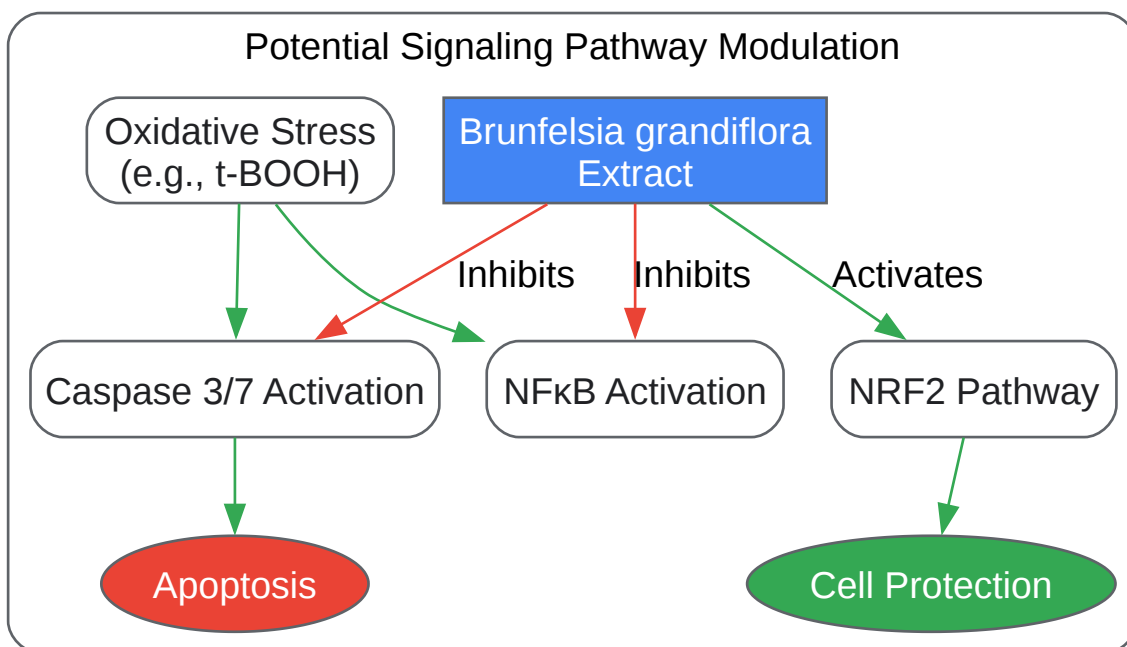 Potential Signaling Pathway Modulation
Oxidative Stress
(e.g., t-BOOH)
Brunfelsia grandiflora
Extract
Inhibits
Inhibits
Activates
Caspase 3/7 Activation
NFκB Activation
NRF2 Pathway
Apoptosis
Cell Protection